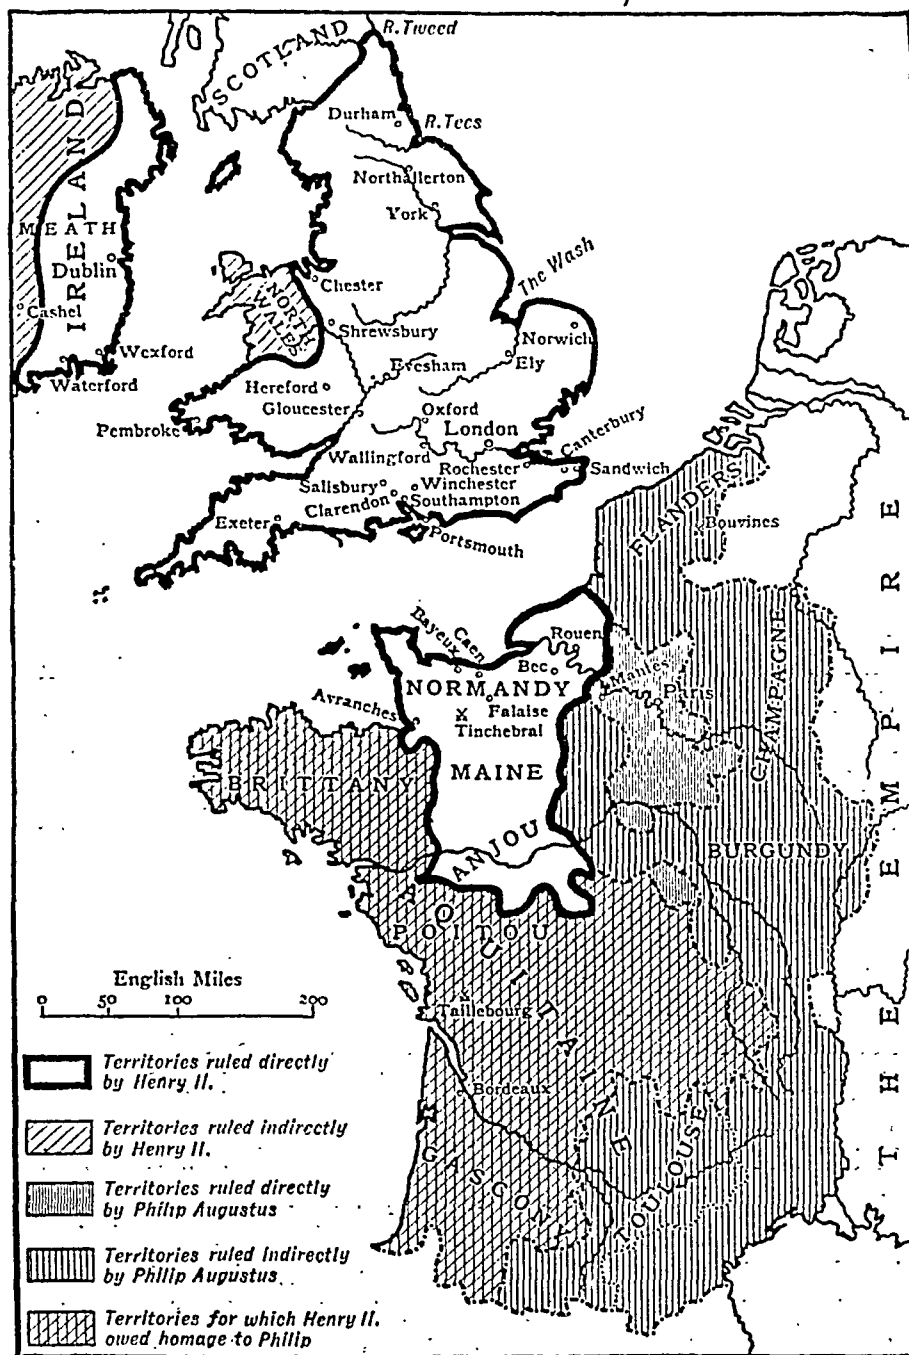 R. Tweed
SCOTLAND
Durham
R. Tees
Northallerton
York
IRELAND
MEATH
Dublin
Cashel
Wexford
Waterford
The Wash
Chester
NORTH
WALES
Shrewsbury
Norwich
Ely
Evesham
Hereford
Gloucester
Oxford
London
Pembroke
Wallingford
Canterbury
Rochester
Sandwich
Winchester
Salisbury
Clarendon
Southampton
Exeter
Portsmouth
FLANDERS
Bouvines
THE EMPIRE
Bayeux
Caen
Rouen
Bec
Mantes
Paris
CHAMPAGNE
NORMANDY
Avranches
Falaise
x
Tinchebral
BRITTANY
MAINE
ANJOU
BURGUNDY
POITOU
AQUITAINE
Taillebourg
Bordeaux
GASCONY
TOULOUSE
English Miles
0 50 100 200
Territories ruled directly
by Henry II.
Territories ruled indirectly
by Henry II.
Territories ruled directly
by Philip Augustus
Territories ruled indirectly
by Philip Augustus
Territories for which Henry II.
owed homage to Philip